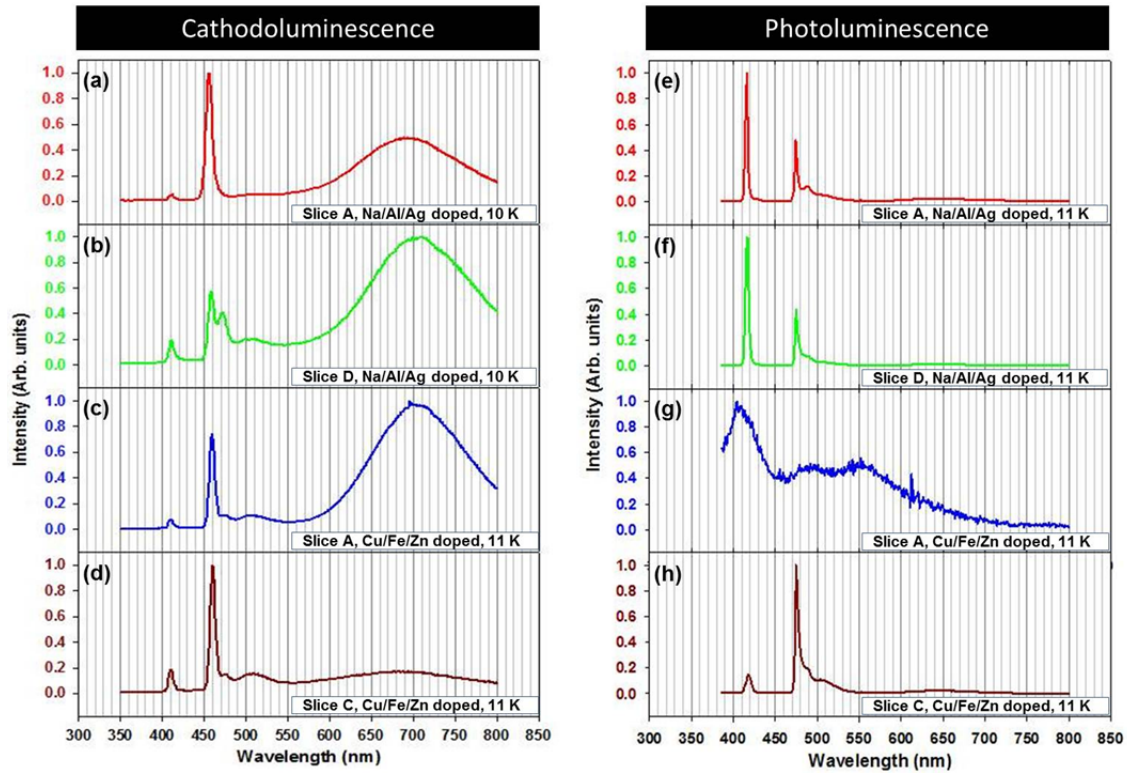 Cathodoluminescence
Photoluminescence
Intensity (Arb. units)
(a)
1.0
0.8
0.6
0.4
0.2
0.0
Slice A, Na/Al/Ag doped, 10 K
(b)
1.0
0.8
0.6
0.4
0.2
0.0
Slice D, Na/Al/Ag doped, 10 K
(c)
1.0
0.8
0.6
0.4
0.2
0.0
Slice A, Cu/Fe/Zn doped, 11 K
(d)
1.0
0.8
0.6
0.4
0.2
0.0
Slice C, Cu/Fe/Zn doped, 11 K
300 350 400 450 500 550 600 650 700 750 800 850
Wavelength (nm)
Intensity (Arb. units)
(e)
1.0
0.8
0.6
0.4
0.2
0.0
Slice A, Na/Al/Ag doped, 11 K
(f)
1.0
0.8
0.6
0.4
0.2
0.0
Slice D, Na/Al/Ag doped, 11K
(g)
1.0
0.8
0.6
0.4
0.2
0.0
Slice A, Cu/Fe/Zn doped, 11 K
(h)
1.0
0.8
0.6
0.4
0.2
0.0
Slice C, Cu/Fe/Zn doped, 11 K
300 350 400 450 500 550 600 650 700 750 800 850
Wavelength (nm)